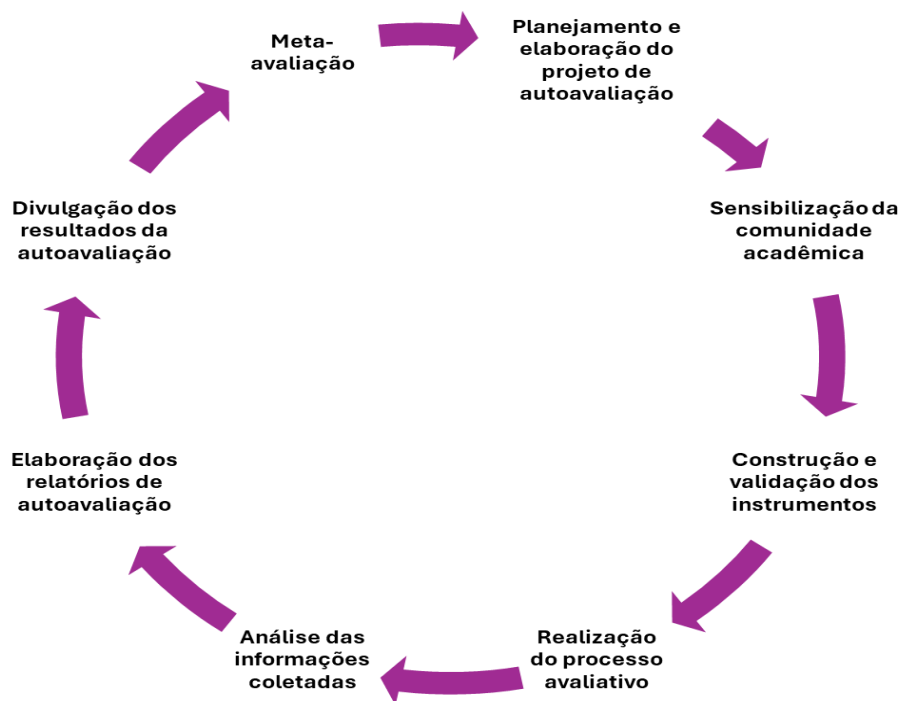 Meta-
avaliação
Planejamento e
elaboração do
projeto de
autoavaliação
Sensibilização da
comunidade
acadêmica
Construção e
validação dos
instrumentos
Realização
do processo
avaliativo
Análise das
informações
coletadas
Elaboração dos
relatórios de
autoavaliação
Divulgação dos
resultados da
autoavaliação